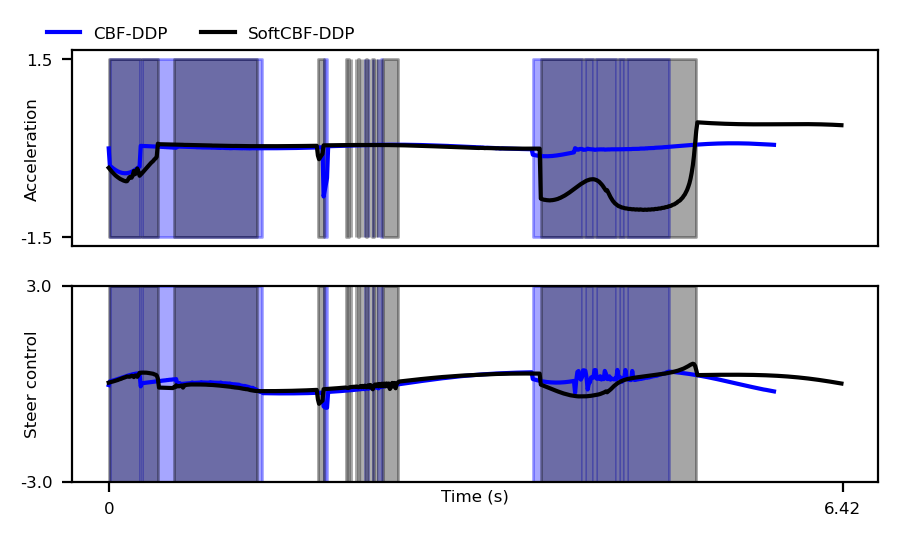 CBF-DDP SoftCBF-DDP
1.5
Acceleration
-1.5
3.0
Steer control
-3.0
Time (s)
0 6.42